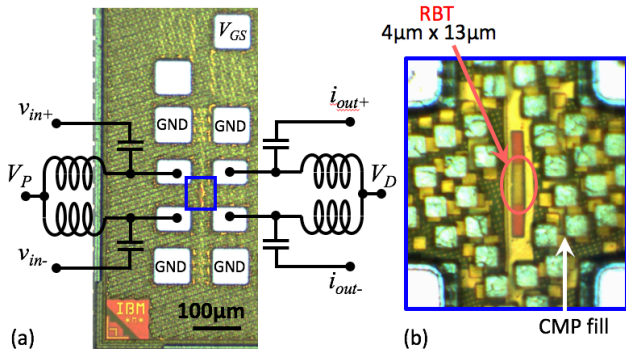 V_GS
v_in+
i_out+
GND GND
V_P
V_D
v_in-
GND GND
i_out-
IBM
100µm
(a)
RBT
4µm x 13µm
CMP fill
(b)